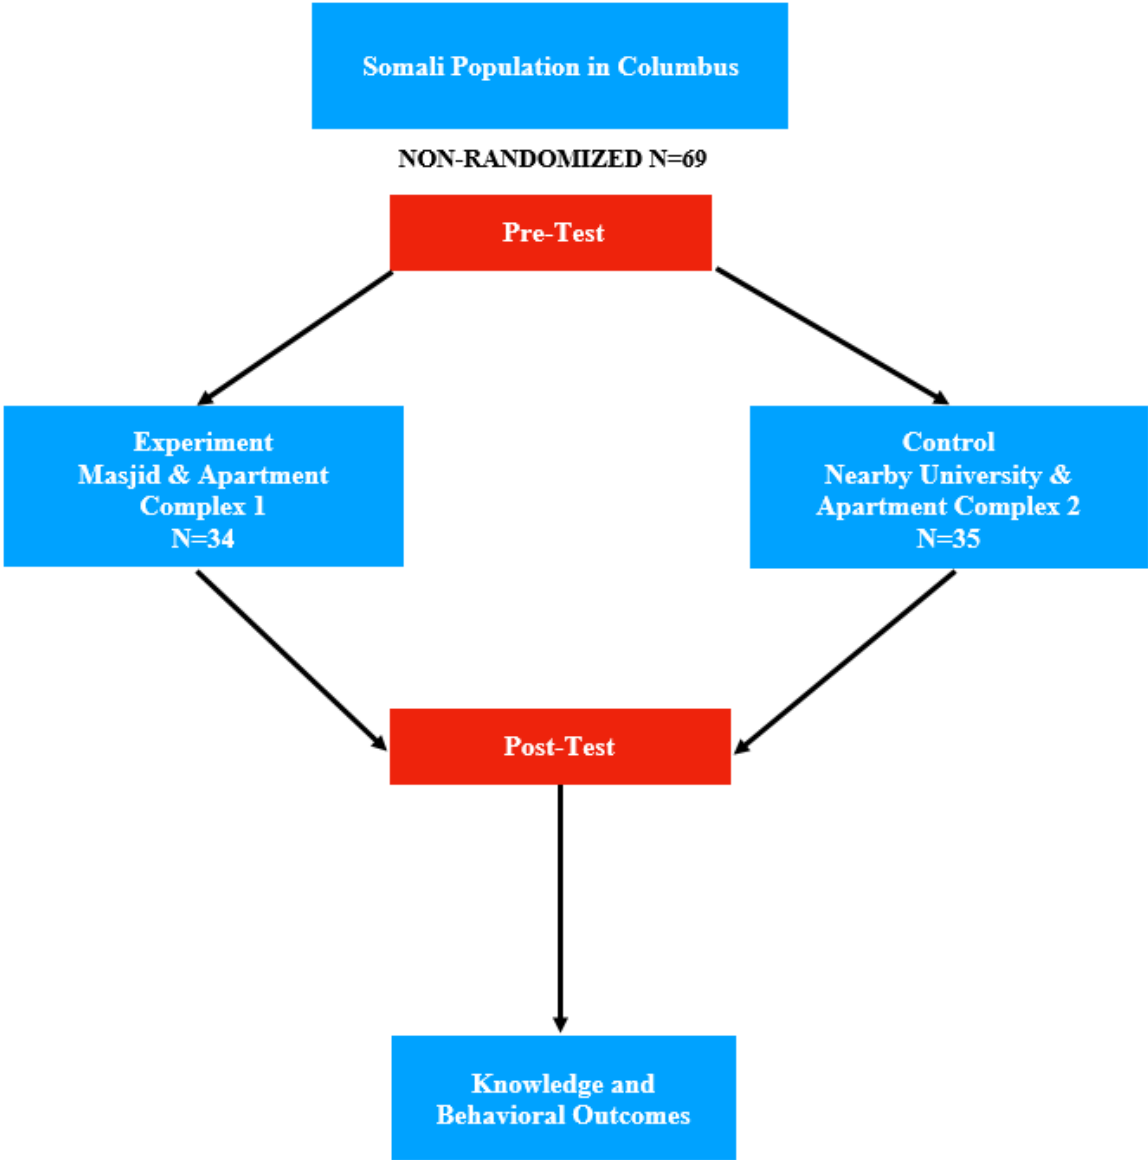 Somali Population in Columbus
NON-RANDOMIZED N=69
Pre-Test
Experiment
Masjid & Apartment
Complex 1
N=34
Control
Nearby University &
Apartment Complex 2
N=35
Post-Test
Knowledge and
Behavioral Outcomes